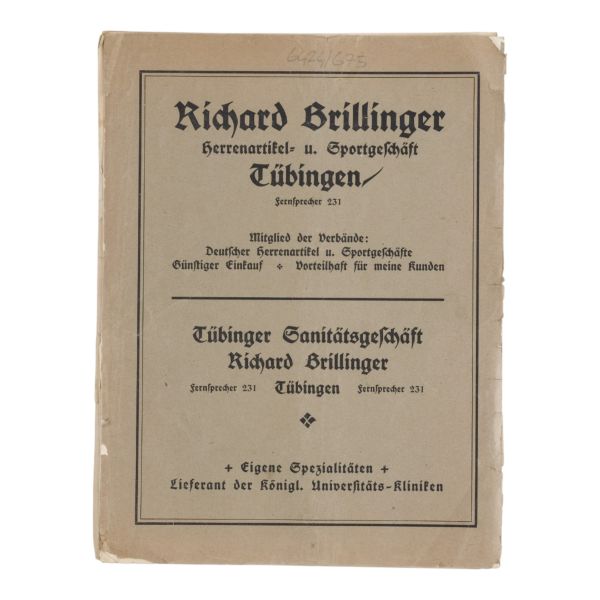 6424/675
Richard Brillinger
Herrenartikel- u. Sportgeschäft
Tübingen
Fernsprecher 231
Mitglied der Verbände:
Deutscher Herrenartikel u. Sportgeschäfte
Günstiger Einkauf + Vorteilhaft für meine Kunden
Tübinger Sanitätsgeschäft
Richard Brillinger
Fernsprecher 231 Tübingen Fernsprecher 231
+ Eigene Spezialitäten +
Lieferant der Königl. Universitäts-Kliniken